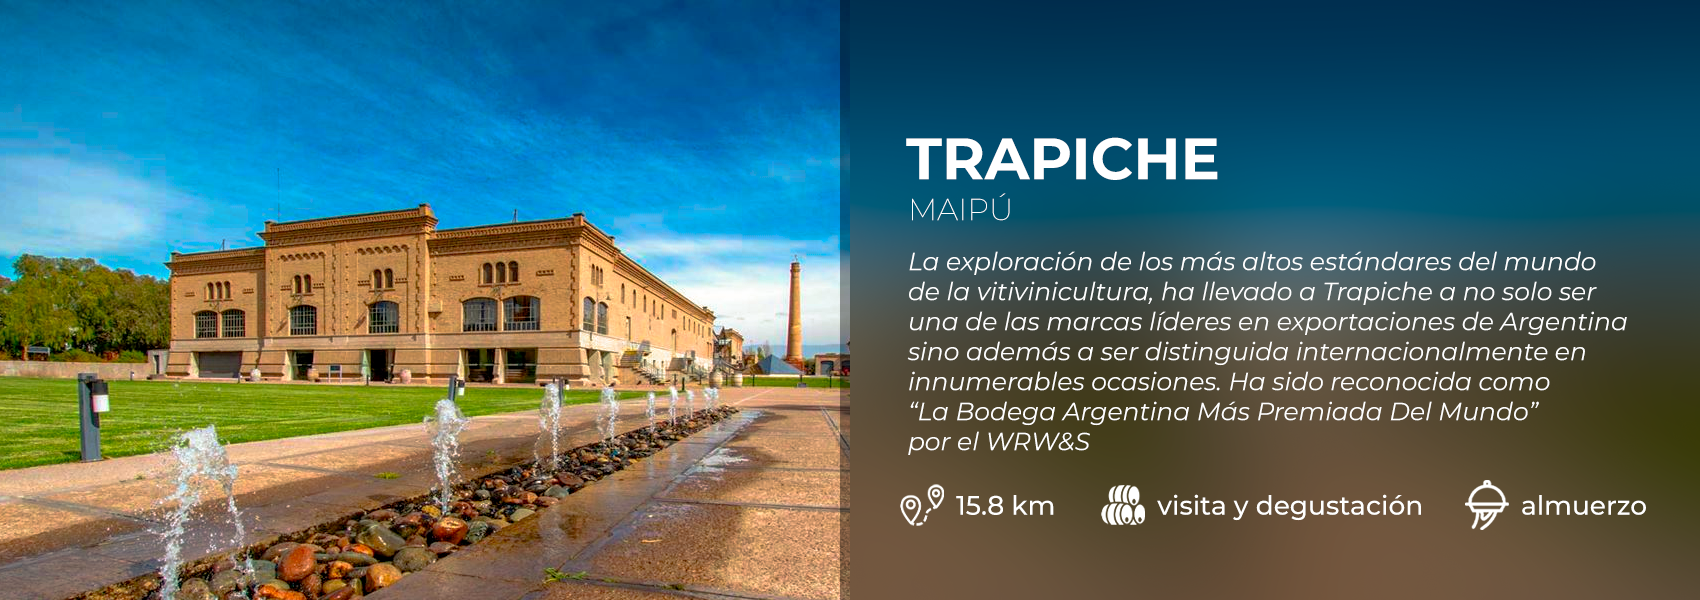 TRAPICHE
MAIPÚ
La exploración de los más altos estándares del mundo
de la vitivinicultura, ha llevado a Trapiche a no solo ser
una de las marcas líderes en exportaciones de Argentina
sino además a ser distinguida internacionalmente en
innumerables ocasiones. Ha sido reconocida como
“La Bodega Argentina Más Premiada Del Mundo”
por el WRW&S
15.8 km visita y degustación almuerzo